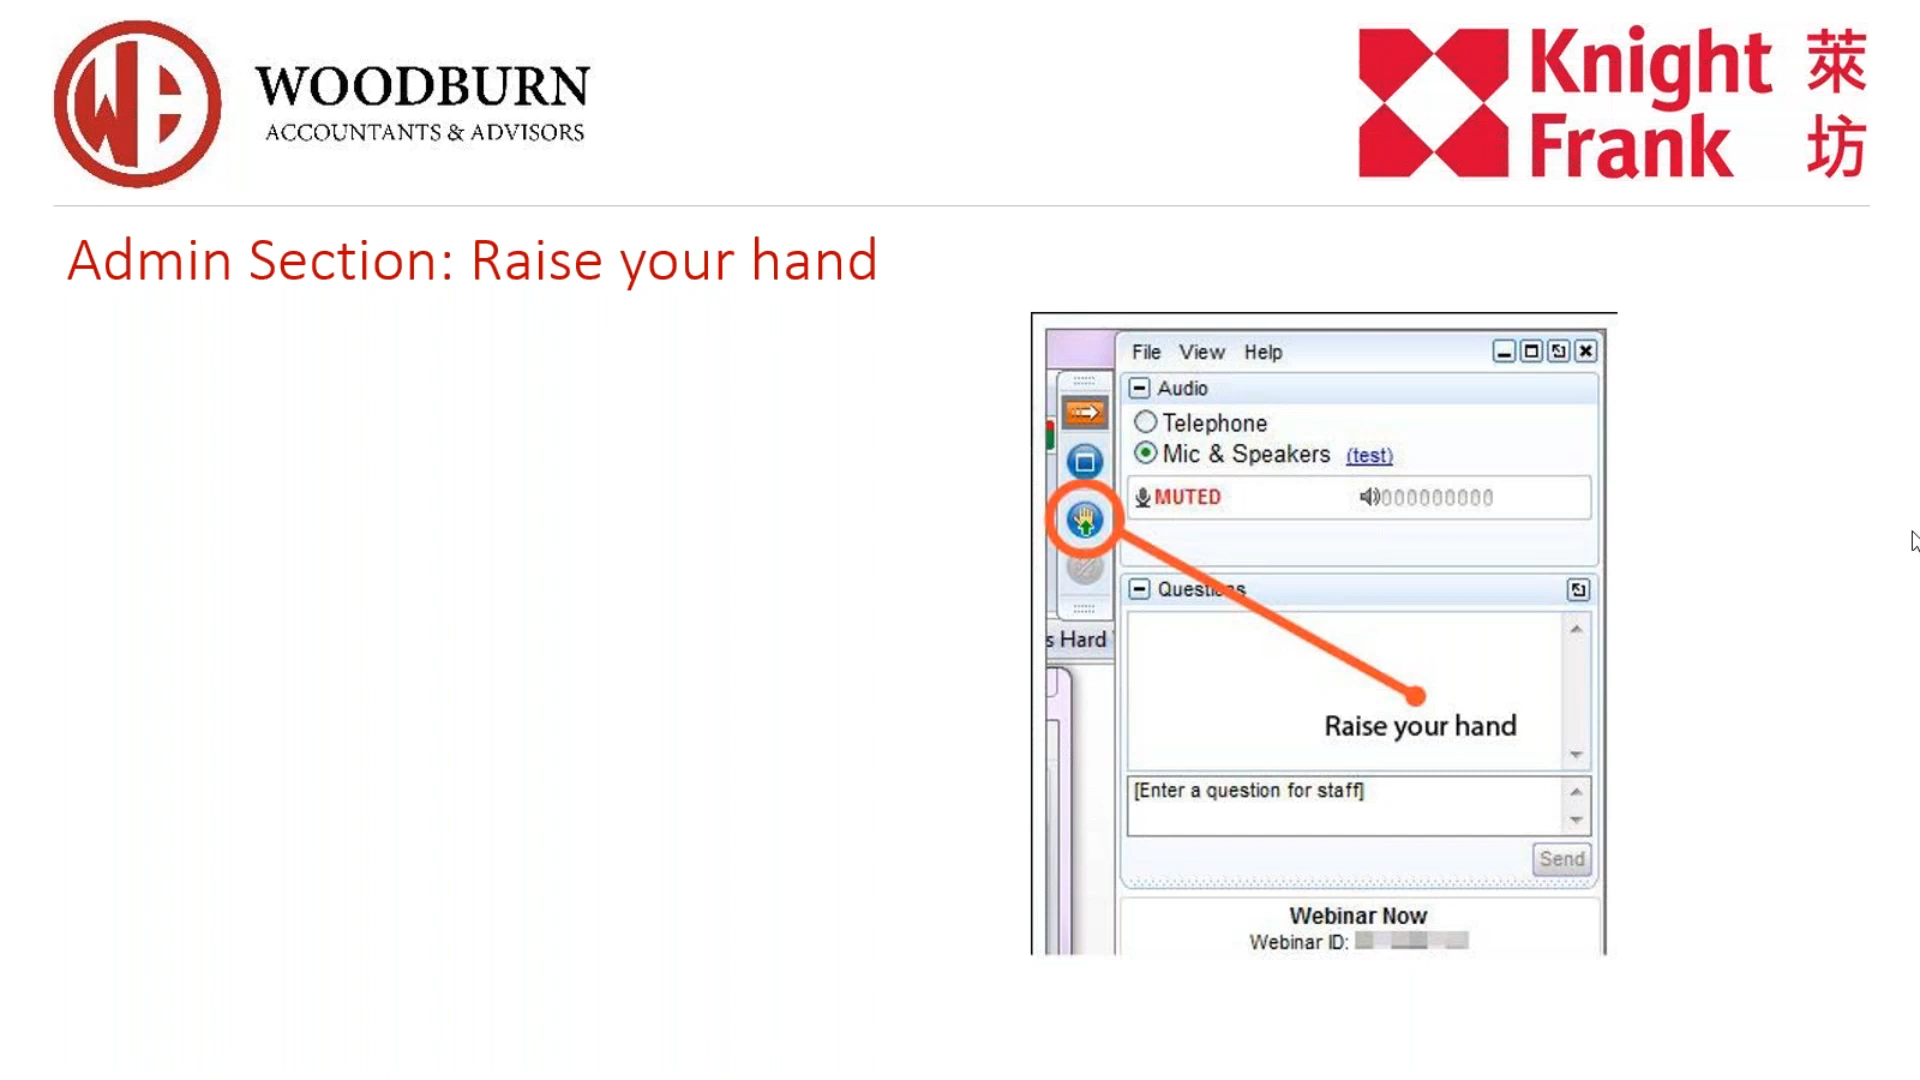 WOODBURN
ACCOUNTANTS & ADVISORS
Knight
Frank
萊
坊
Admin Section: Raise your hand
File View Help
Audio
Telephone
Mic & Speakers (test)
MUTED
Questions
s Hard
Raise your hand
[Enter a question for staff]
Send
Webinar Now
Webinar ID: